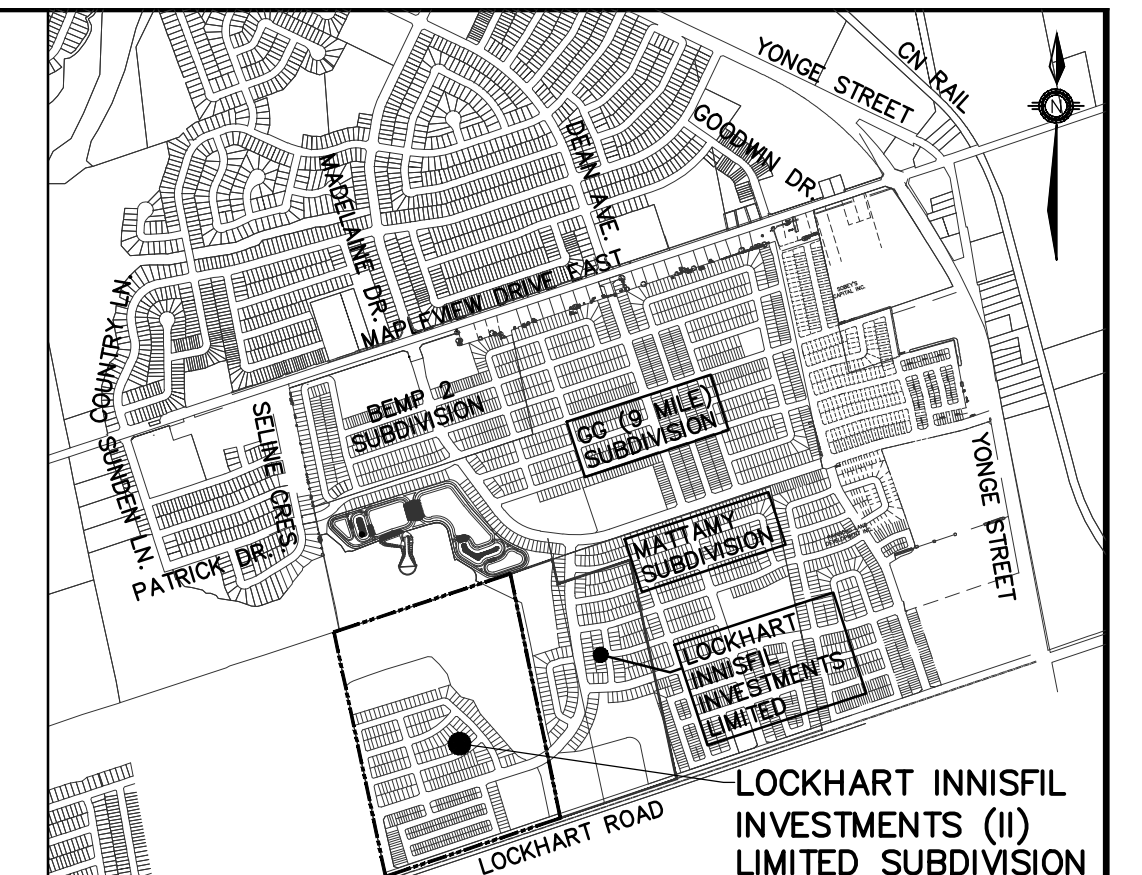 YONGE STREET
CN RAIL
N
GOODWIN DR.
DEAN AVE.
MADELAINE DR.
MAPLEVIEW DRIVE EAST
COUNTRY LN.
SUNDEN LN.
SELINE CRES.
PATRICK DR.
BEMP 2
SUBDIVISION
GG (9 MILE)
SUBDIVISION
SOBEY'S
CAPITAL INC.
YONGE STREET
MATTAMY
SUBDIVISION
LOCKHART
INNISFIL
INVESTMENTS
LIMITED
LOCKHART ROAD
LOCKHART INNISFIL
INVESTMENTS (II)
LIMITED SUBDIVISION